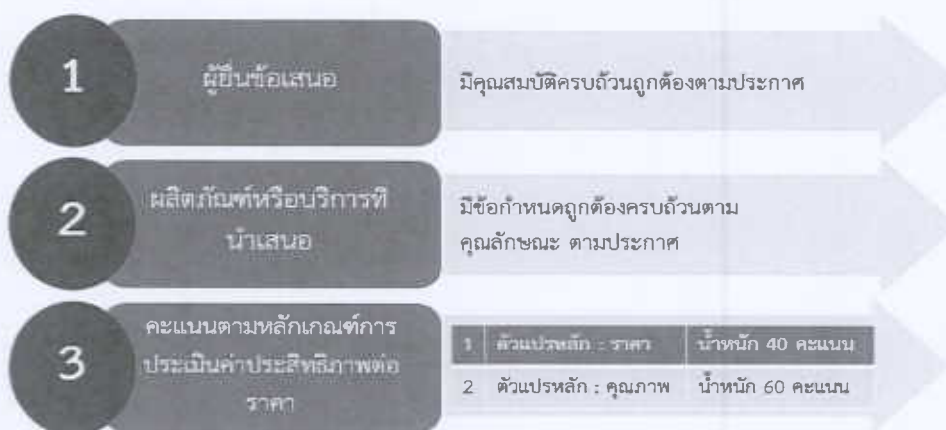 1
ผู้ยื่นข้อเสนอ
มีคุณสมบัติครบถ้วนถูกต้องตามประกาศ
2
ผลิตภัณฑ์หรือบริการที่
นำเสนอ
มีข้อกำหนดถูกต้องครบถ้วนตาม
คุณลักษณะ ตามประกาศ
3
คะแนนตามหลักเกณฑ์การ
ประเมินค่าประสิทธิภาพต่อ
ราคา
1 ตัวแปรหลัก : ราคา น้ำหนัก 40 คะแนน
2 ตัวแปรหลัก : คุณภาพ น้ำหนัก 60 คะแนน